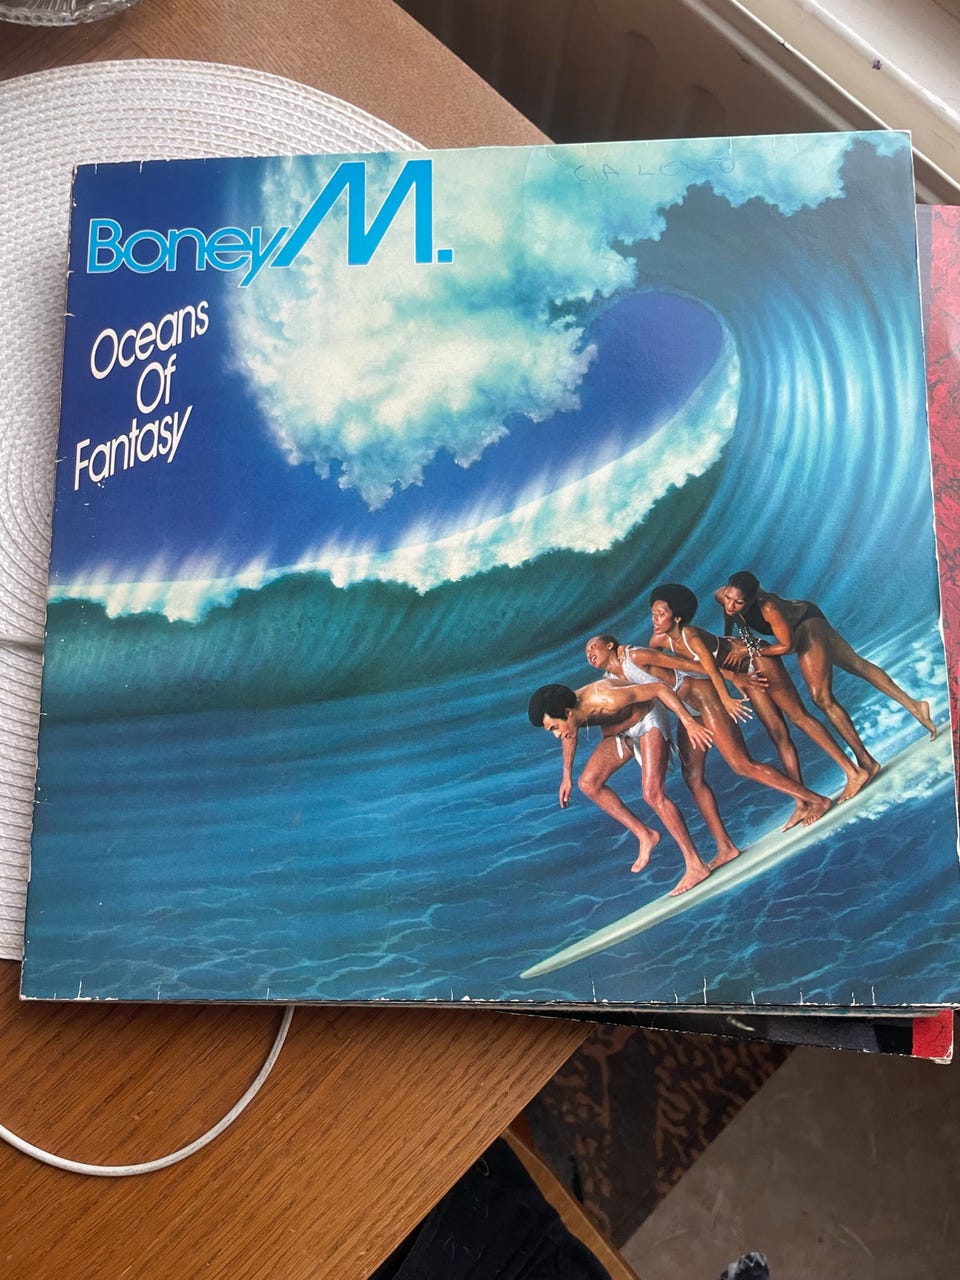 Boney M.
Oceans
Of
Fantasy